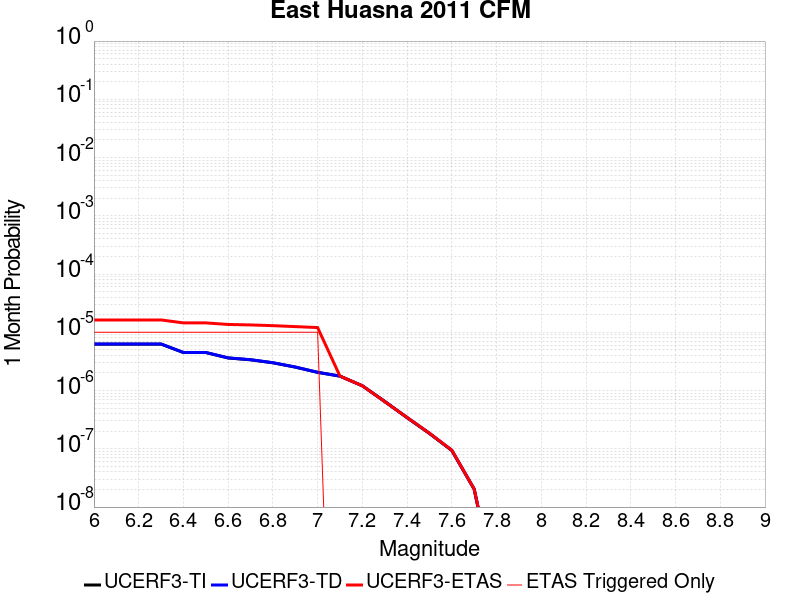 East Huasna 2011 CFM
10^0
10^-1
10^-2
10^-3
10^-4
10^-5
10^-6
10^-7
10^-8
1 Month Probability
6 6.2 6.4 6.6 6.8 7 7.2 7.4 7.6 7.8 8 8.2 8.4 8.6 8.8 9
Magnitude
UCERF3-TI UCERF3-TD UCERF3-ETAS ETAS Triggered Only